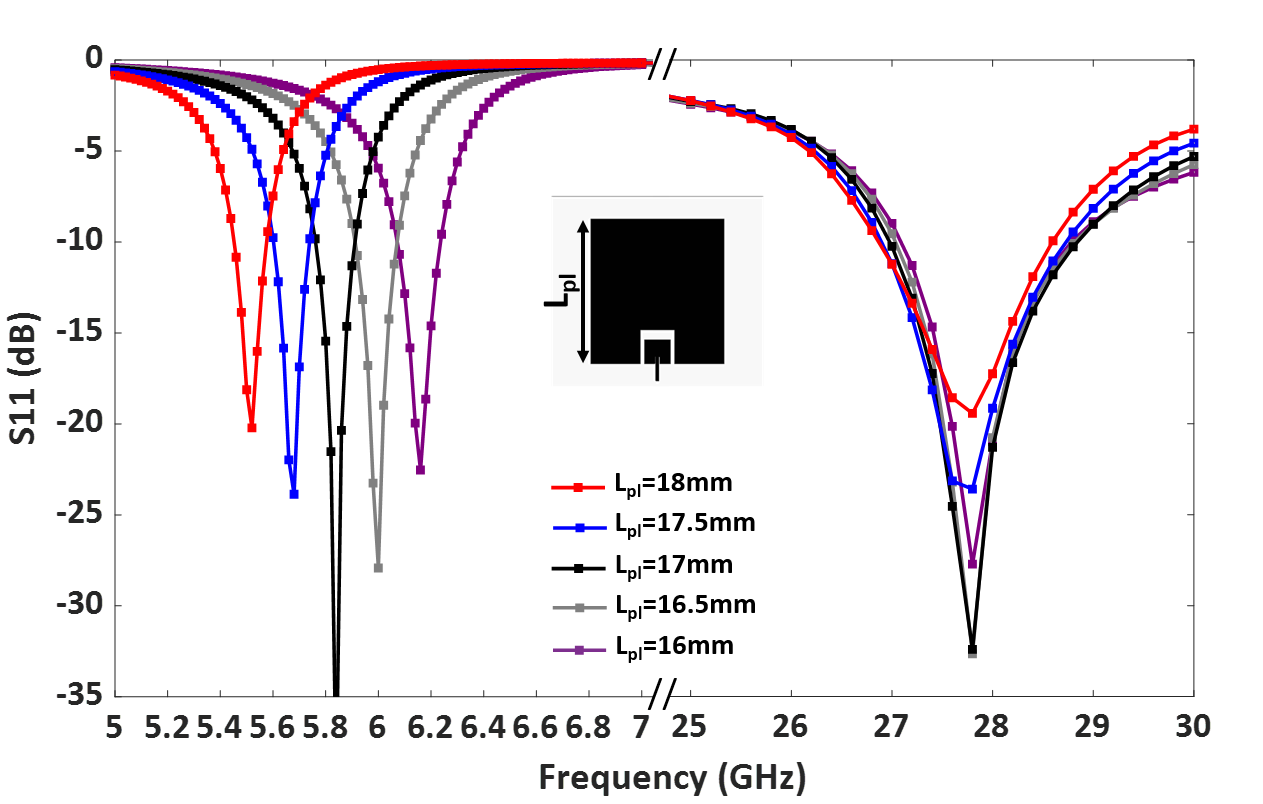 0
-5
-10
-15
-20
-25
-30
-35
S11 (dB)
Lpl
Lpl=18mm
Lpl=17.5mm
Lpl=17mm
Lpl=16.5mm
Lpl=16mm
5 5.2 5.4 5.6 5.8 6 6.2 6.4 6.6 6.8 7 25 26 27 28 29 30
Frequency (GHz)